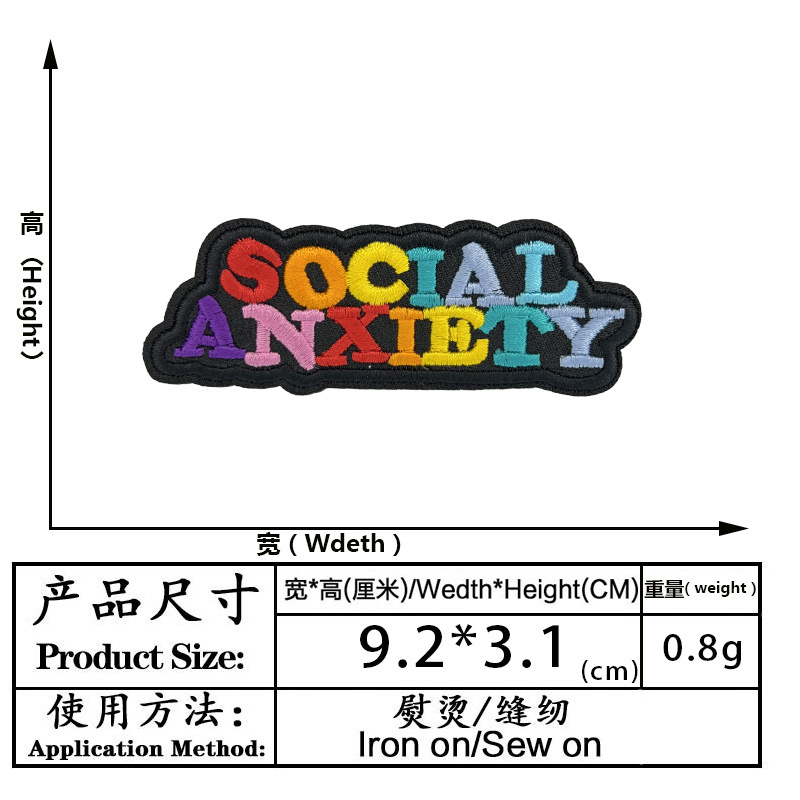 高（Height）
SOCIAL
ANXIETY
宽（Wdeth）
产品尺寸
Product Size:
宽*高(厘米)/Wedth*Height(CM)
重量( weight )
9.2*3.1 (cm)
0.8g
使用方法：
Application Method:
熨烫/缝纫
Iron on/Sew on